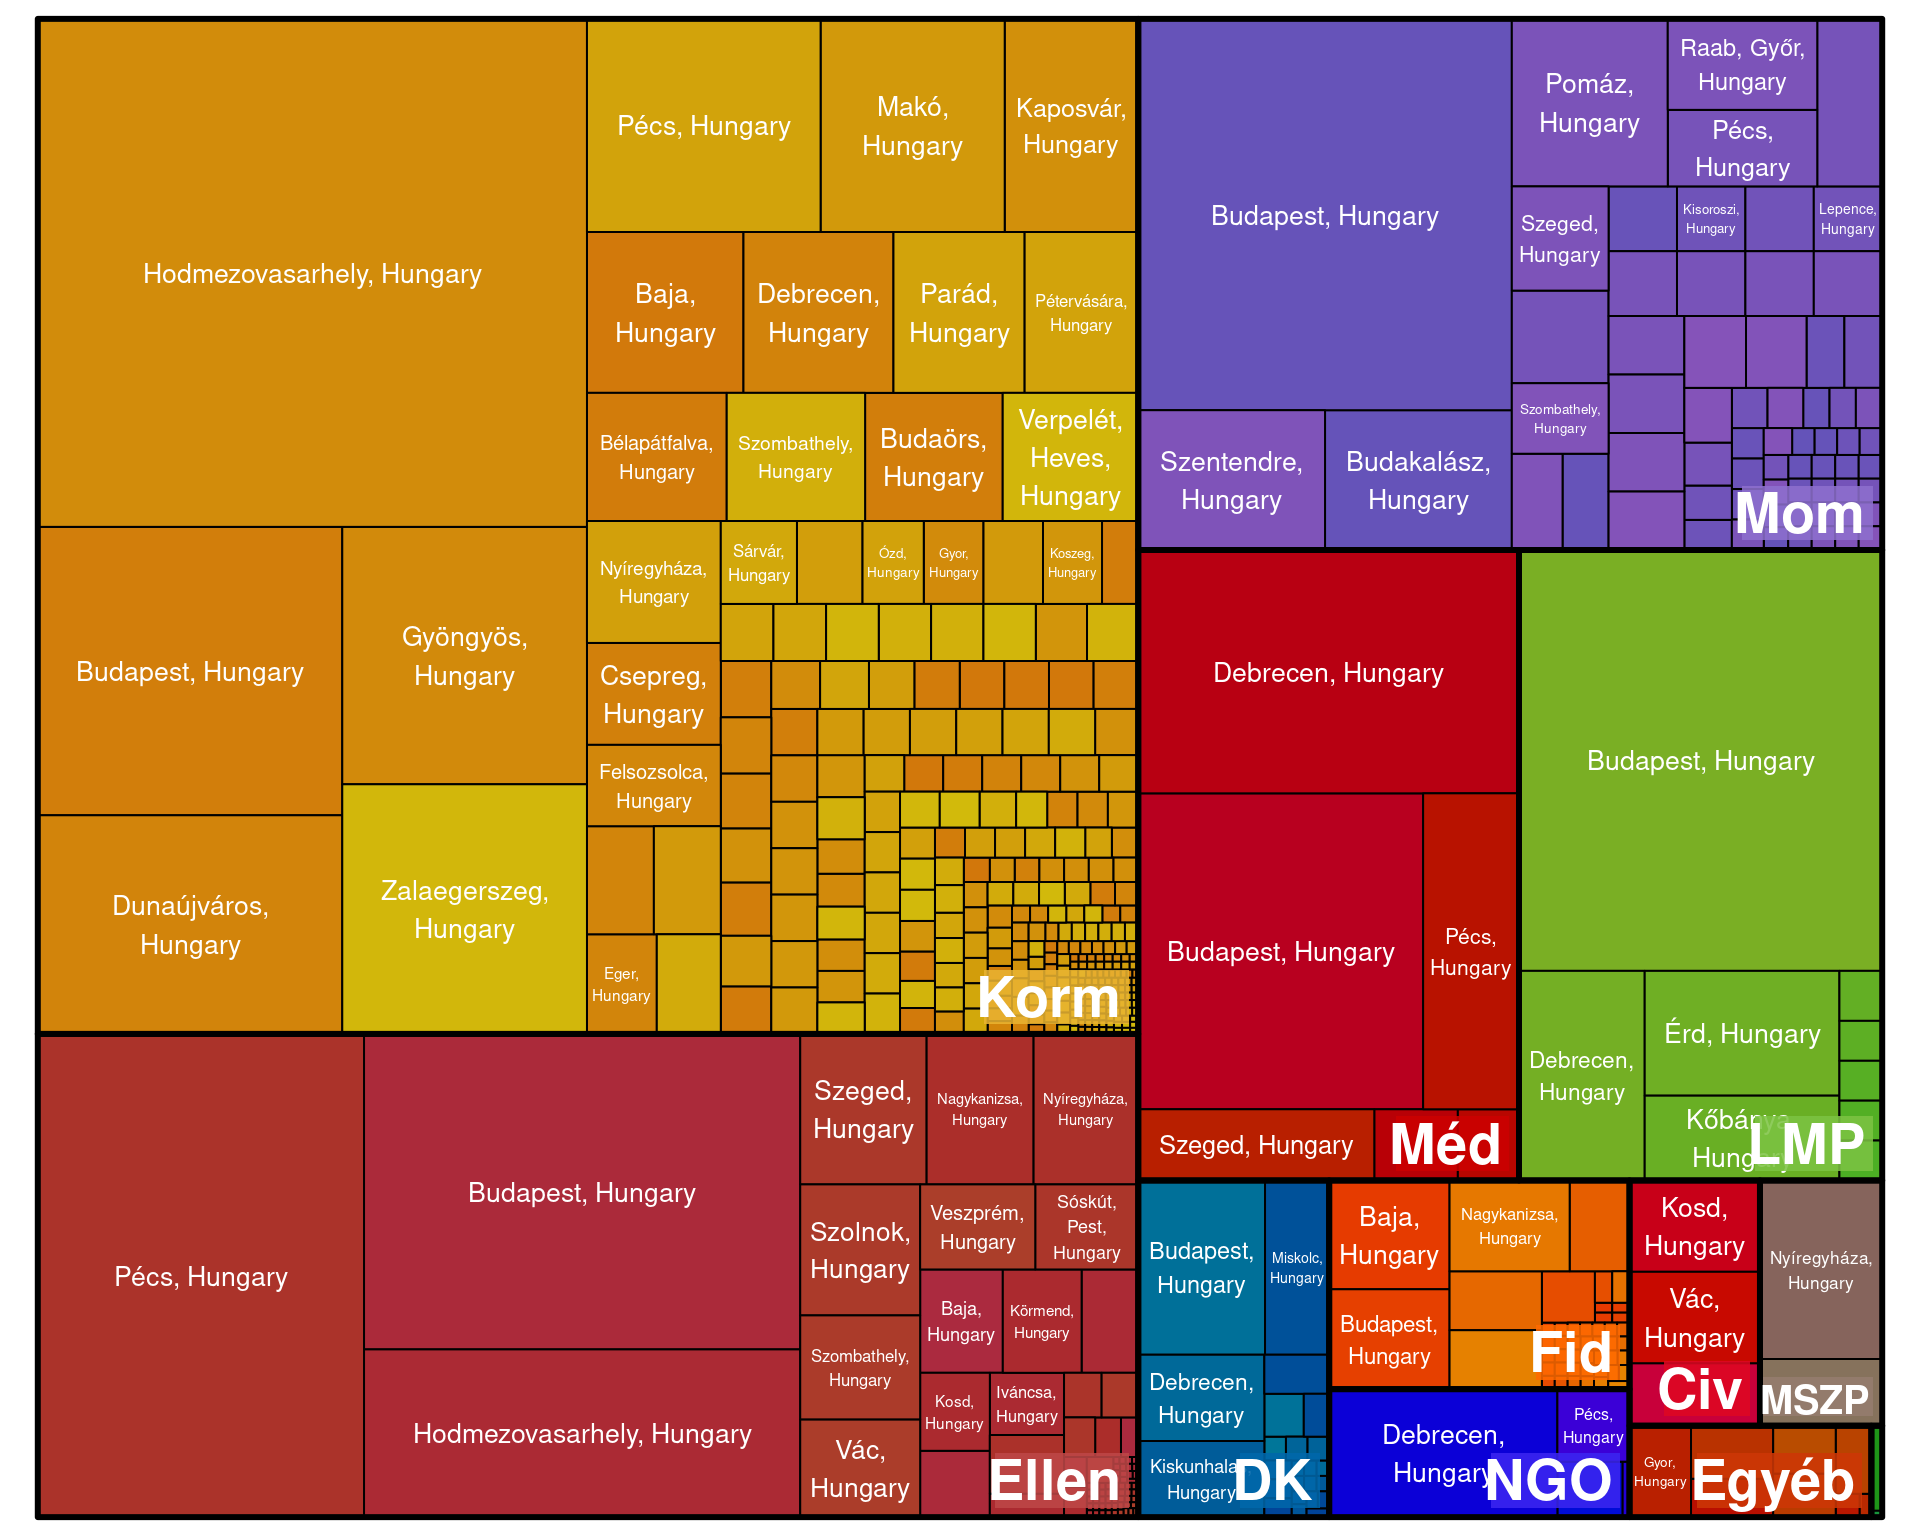 Hodmezovasarhely, Hungary
Pécs, Hungary
Makó,
Hungary
Kaposvár,
Hungary
Baja,
Hungary
Debrecen,
Hungary
Parád,
Hungary
Pétervására,
Hungary
Bélapátfalva,
Hungary
Szombathely,
Hungary
Budaörs,
Hungary
Verpelét,
Heves,
Hungary
Budapest, Hungary
Gyöngyös,
Hungary
Dunaújváros,
Hungary
Zalaegerszeg,
Hungary
Nyíregyháza,
Hungary
Sárvár,
Hungary
Ózd,
Hungary
Gyor,
Hungary
Koszeg,
Hungary
Csepreg,
Hungary
Felsozsolca,
Hungary
Eger,
Hungary
Korm
Pécs, Hungary
Budapest, Hungary
Hodmezovasarhely, Hungary
Szeged,
Hungary
Nagykanizsa,
Hungary
Nyíregyháza,
Hungary
Szolnok,
Hungary
Veszprém,
Hungary
Sóskút,
Pest,
Hungary
Szombathely,
Hungary
Baja,
Hungary
Körmend,
Hungary
Vác,
Hungary
Kosd,
Hungary
Iváncsa,
Hungary
Ellen
Budapest, Hungary
Pomáz,
Hungary
Raab, Győr,
Hungary
Pécs,
Hungary
Szeged,
Hungary
Kisoroszi,
Hungary
Lepence,
Hungary
Szombathely,
Hungary
Szentendre,
Hungary
Budakalász,
Hungary
Mom
Debrecen, Hungary
Budapest, Hungary
Pécs,
Hungary
Szeged, Hungary
Méd
Budapest, Hungary
Debrecen,
Hungary
Érd, Hungary
Kőbánya
Hungary
LMP
Budapest,
Hungary
Miskolc,
Hungary
Debrecen,
Hungary
Kiskunhala
Hungary
DK
Baja,
Hungary
Nagykanizsa,
Hungary
Budapest,
Hungary
Fid
Debrecen,
Hungary
Pécs,
Hungary
NGO
Kosd,
Hungary
Vác,
Hungary
Civ
Nyíregyháza,
Hungary
MSZP
Gyor,
Hungary
Egyéb